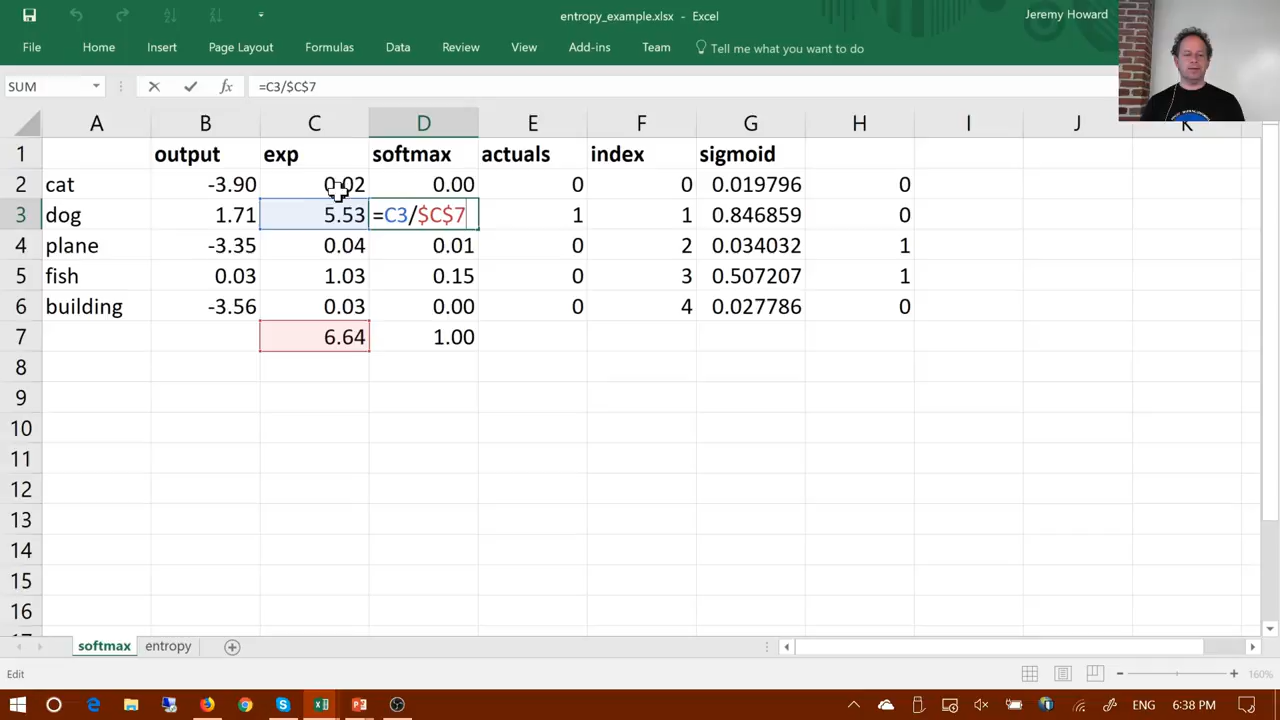 entropy_example.xlsx - Excel
Jeremy Howard
File Home Insert Page Layout Formulas Data Review View Add-ins Team Tell me what you want to do
SUM fx =C3/$C$7
A B C D E F G H I J K
1 output exp softmax actuals index sigmoid
2 cat -3.90 0.02 0.00 0 0 0.019796 0
3 dog 1.71 5.53 =C3/$C$7 1 1 0.846859 0
4 plane -3.35 0.04 0.01 0 2 0.034032 1
5 fish 0.03 1.03 0.15 0 3 0.507207 1
6 building -3.56 0.03 0.00 0 4 0.027786 0
7 6.64 1.00
8
9
10
11
12
13
14
15
16
softmax entropy
Edit 160%
ENG 6:38 PM